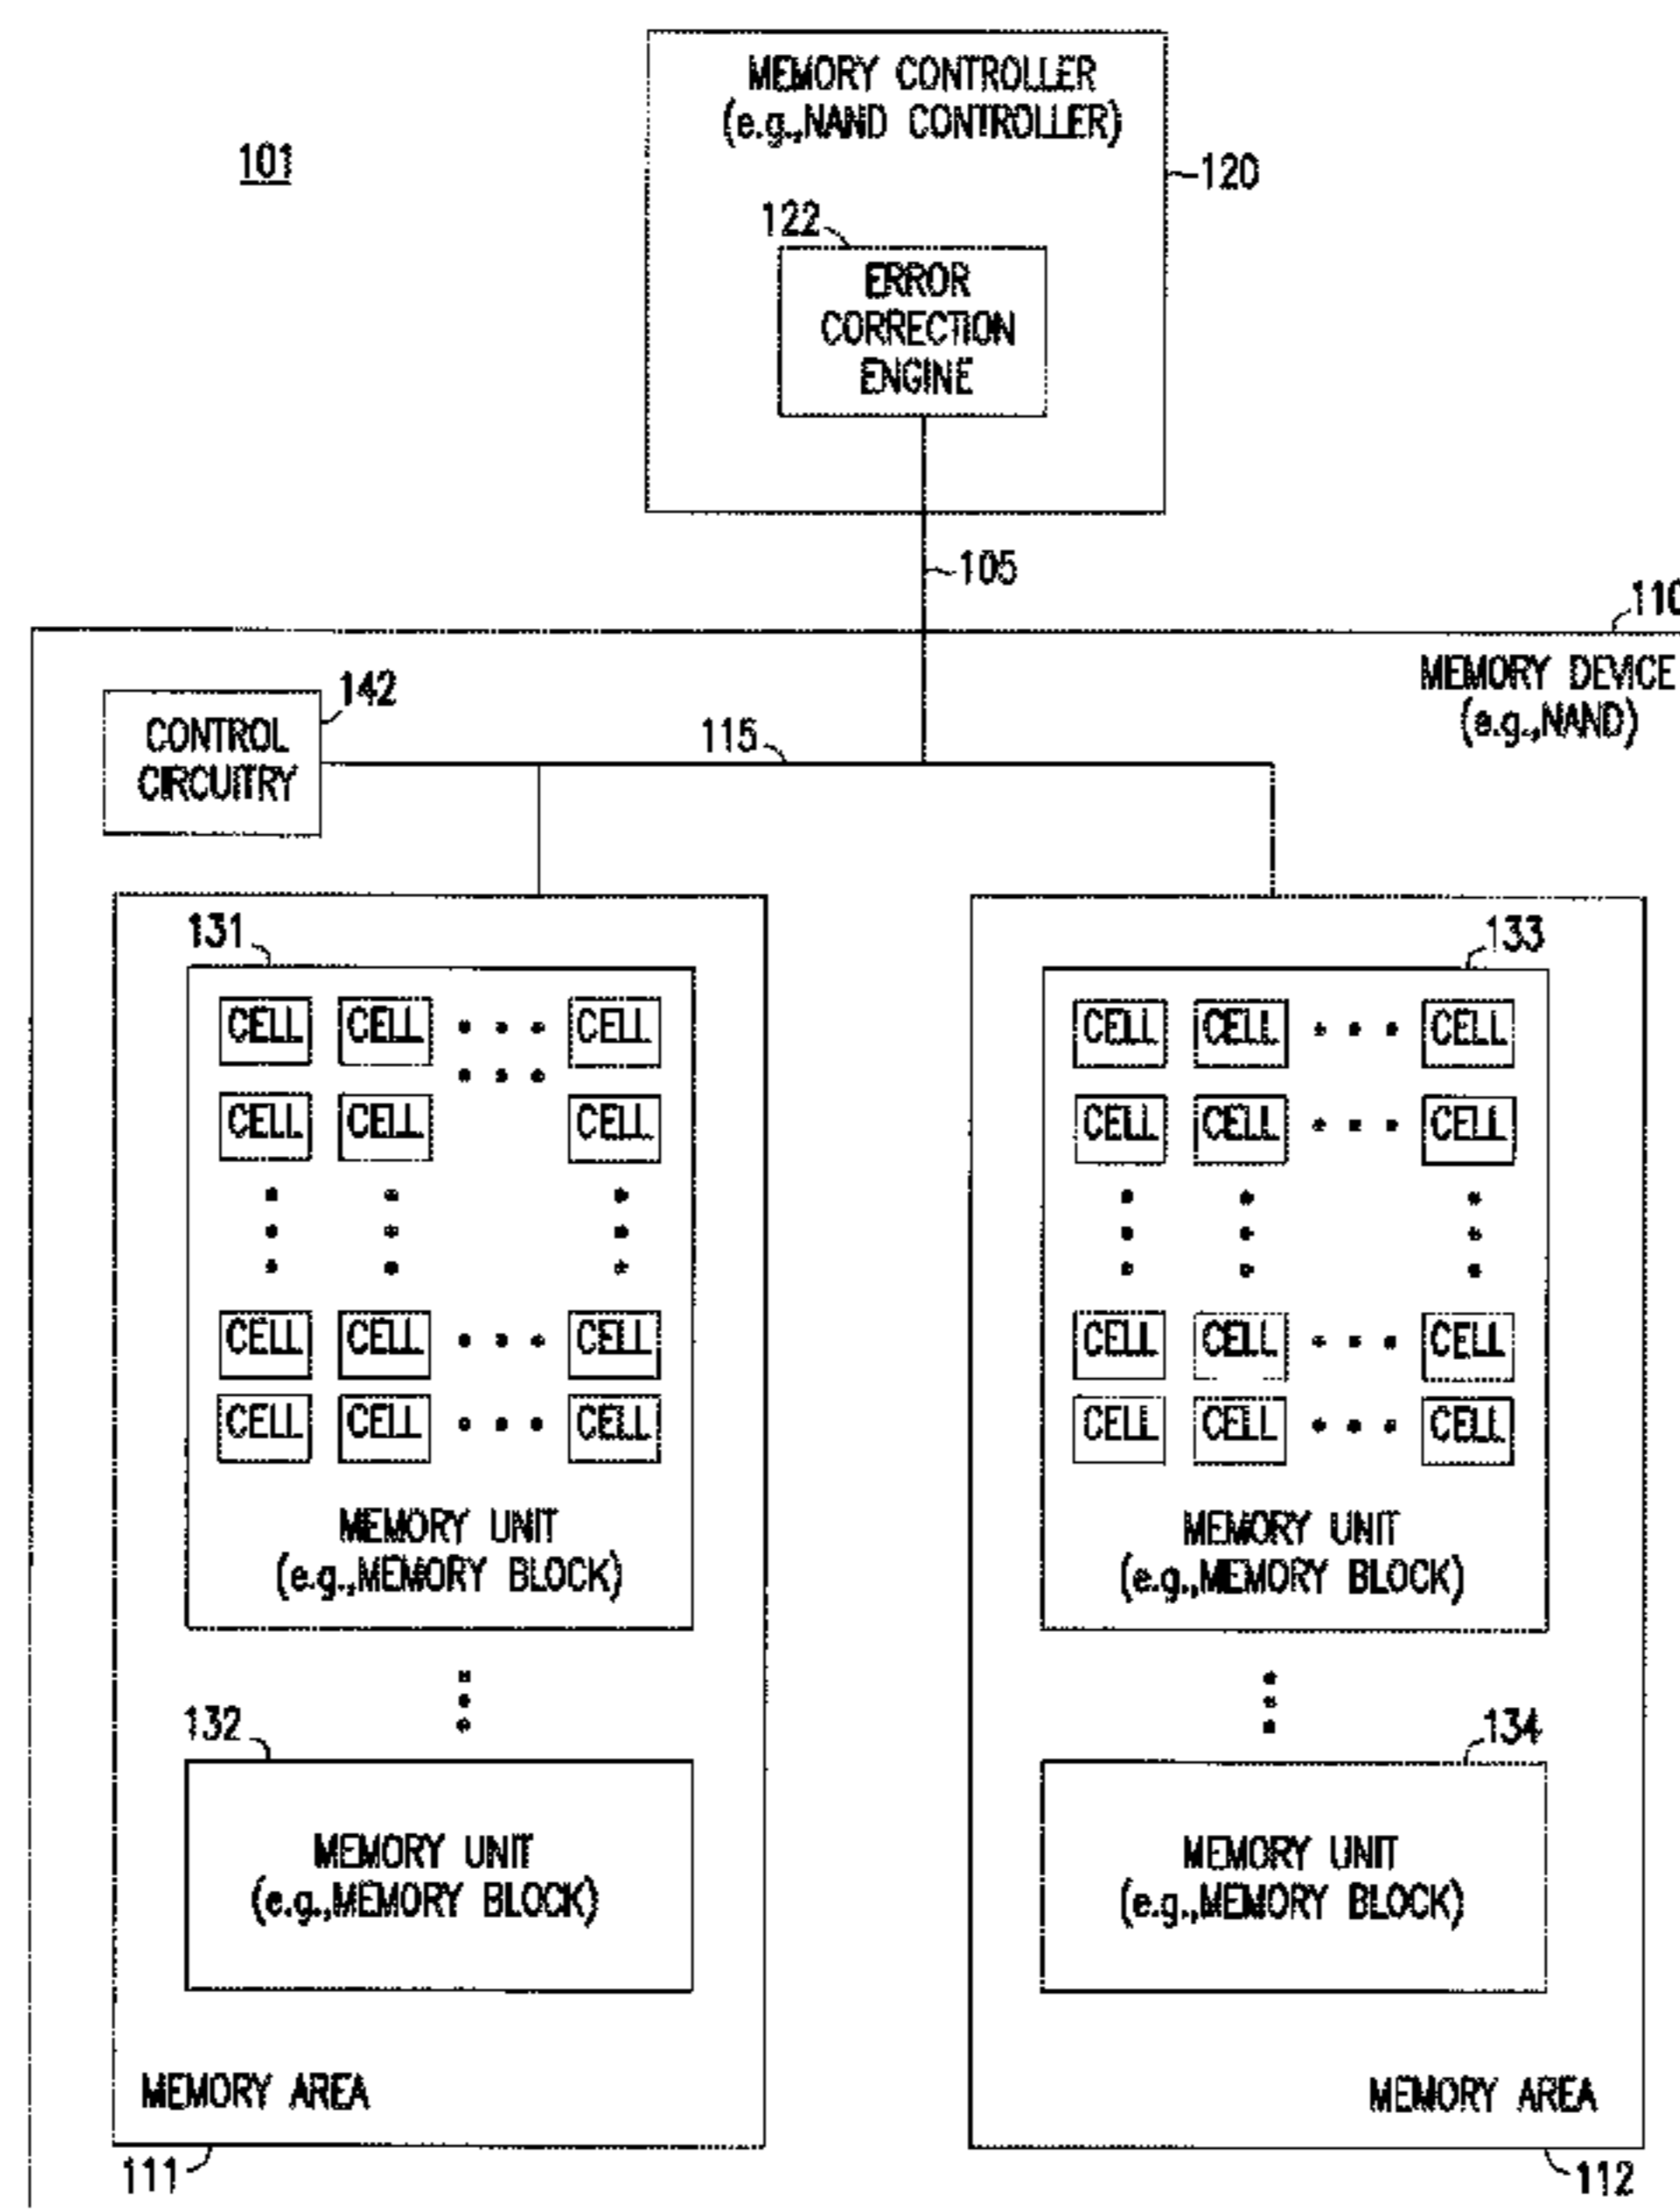 MEMORY CONTROLLER
(e.g.,NAND CONTROLLER)
101
120
122
ERROR
CORRECTION
ENGINE
105
110
MEMORY DEVICE
(e.g.,NAND)
142
CONTROL
CIRCUITRY
115
131
133
CELL CELL CELL
CELL CELL CELL
CELL CELL CELL
CELL CELL CELL
CELL CELL CELL
CELL CELL CELL
CELL CELL CELL
CELL CELL CELL
MEMORY UNIT
(e.g.,MEMORY BLOCK)
MEMORY UNIT
(e.g.,MEMORY BLOCK)
132
134
MEMORY UNIT
(e.g.,MEMORY BLOCK)
MEMORY UNIT
(e.g.,MEMORY BLOCK)
MEMORY AREA
MEMORY AREA
111
112